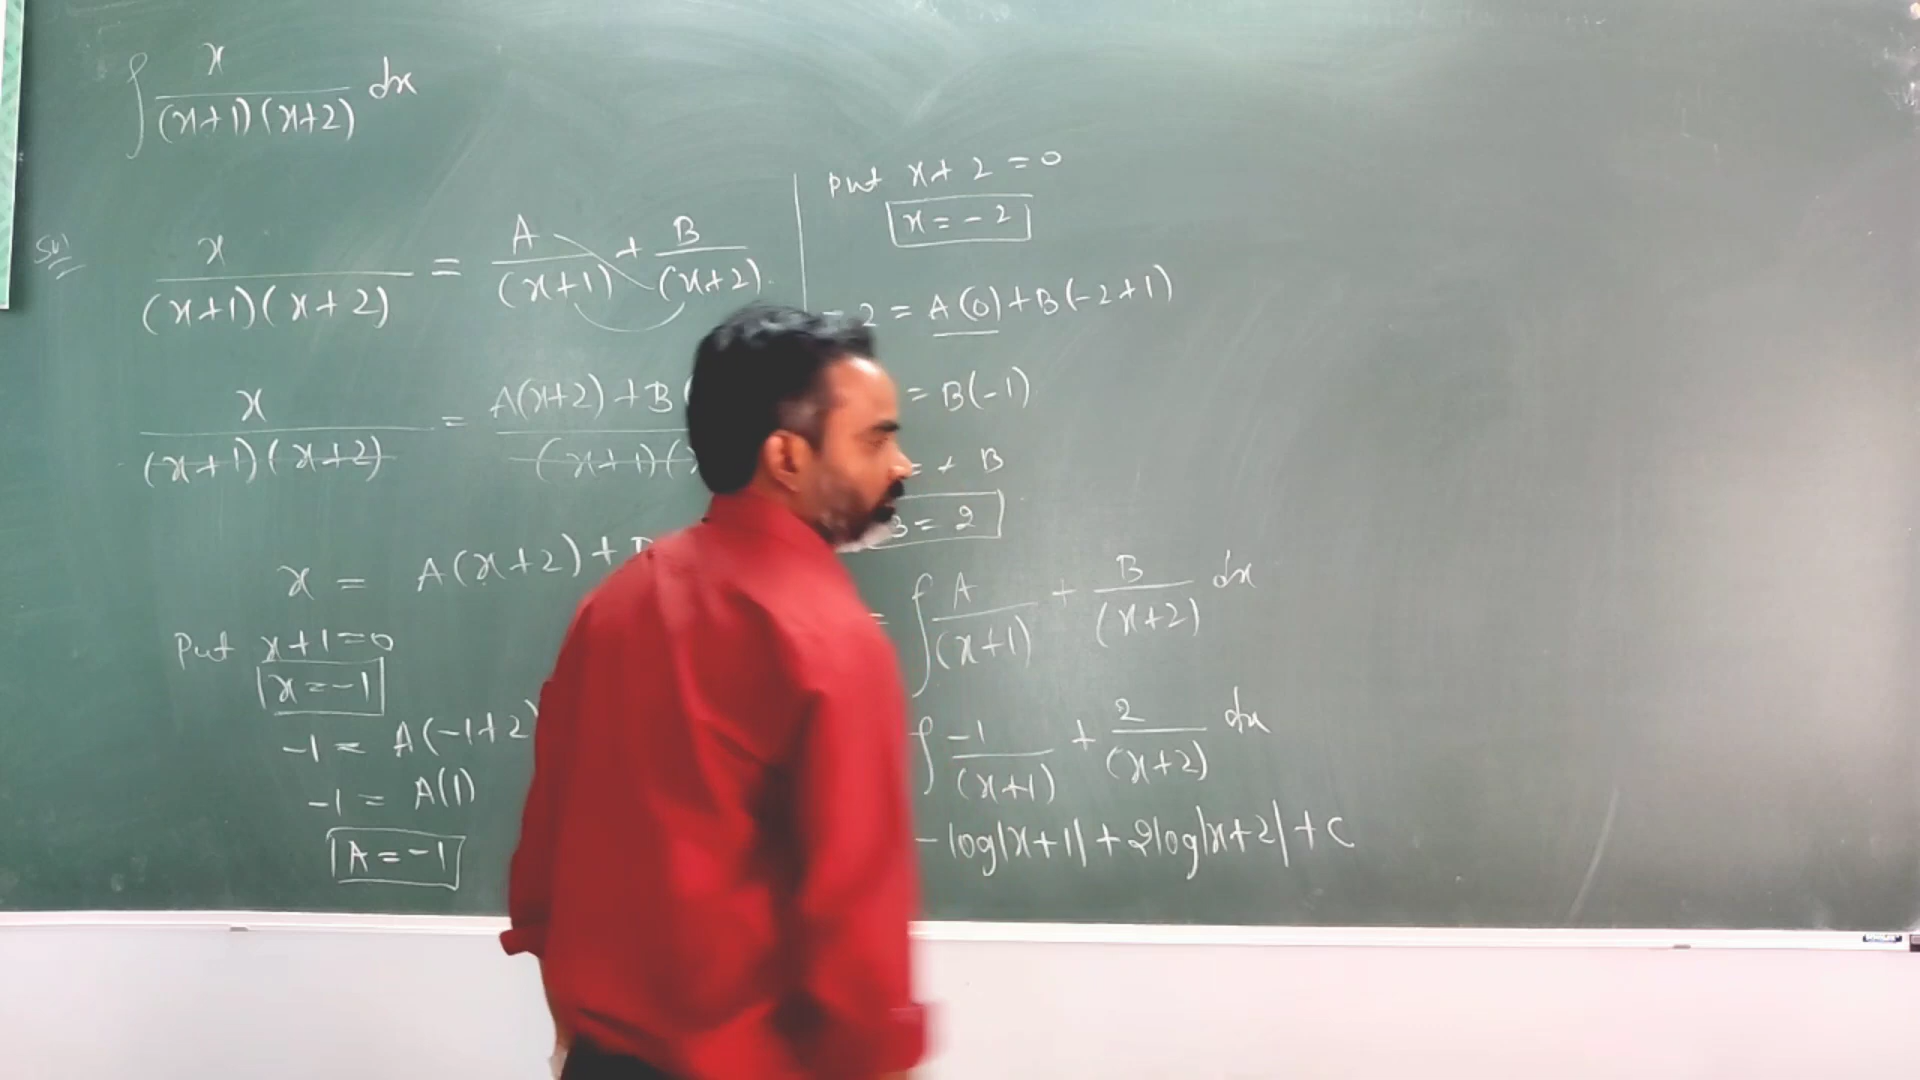 ∫ x / (x+1)(x+2) dx
Sol
x / (x+1)(x+2) = A / (x+1) + B / (x+2).
x / (x+1)(x+2) = A(x+2) + B / (x+1)(
x = A(x+2) +
Put x+1=0
x=-1
-1 = A(-1+2)
-1 = A(1)
A=-1
Put x+2=0
x=-2
-2 = A(0)+B(-2+1)
= B(-1)
= + B
B=2
= ∫ A / (x+1) + B / (x+2) dx
∫ -1 / (x+1) + 2 / (x+2) dx
-log|x+1| + 2log|x+2| + C